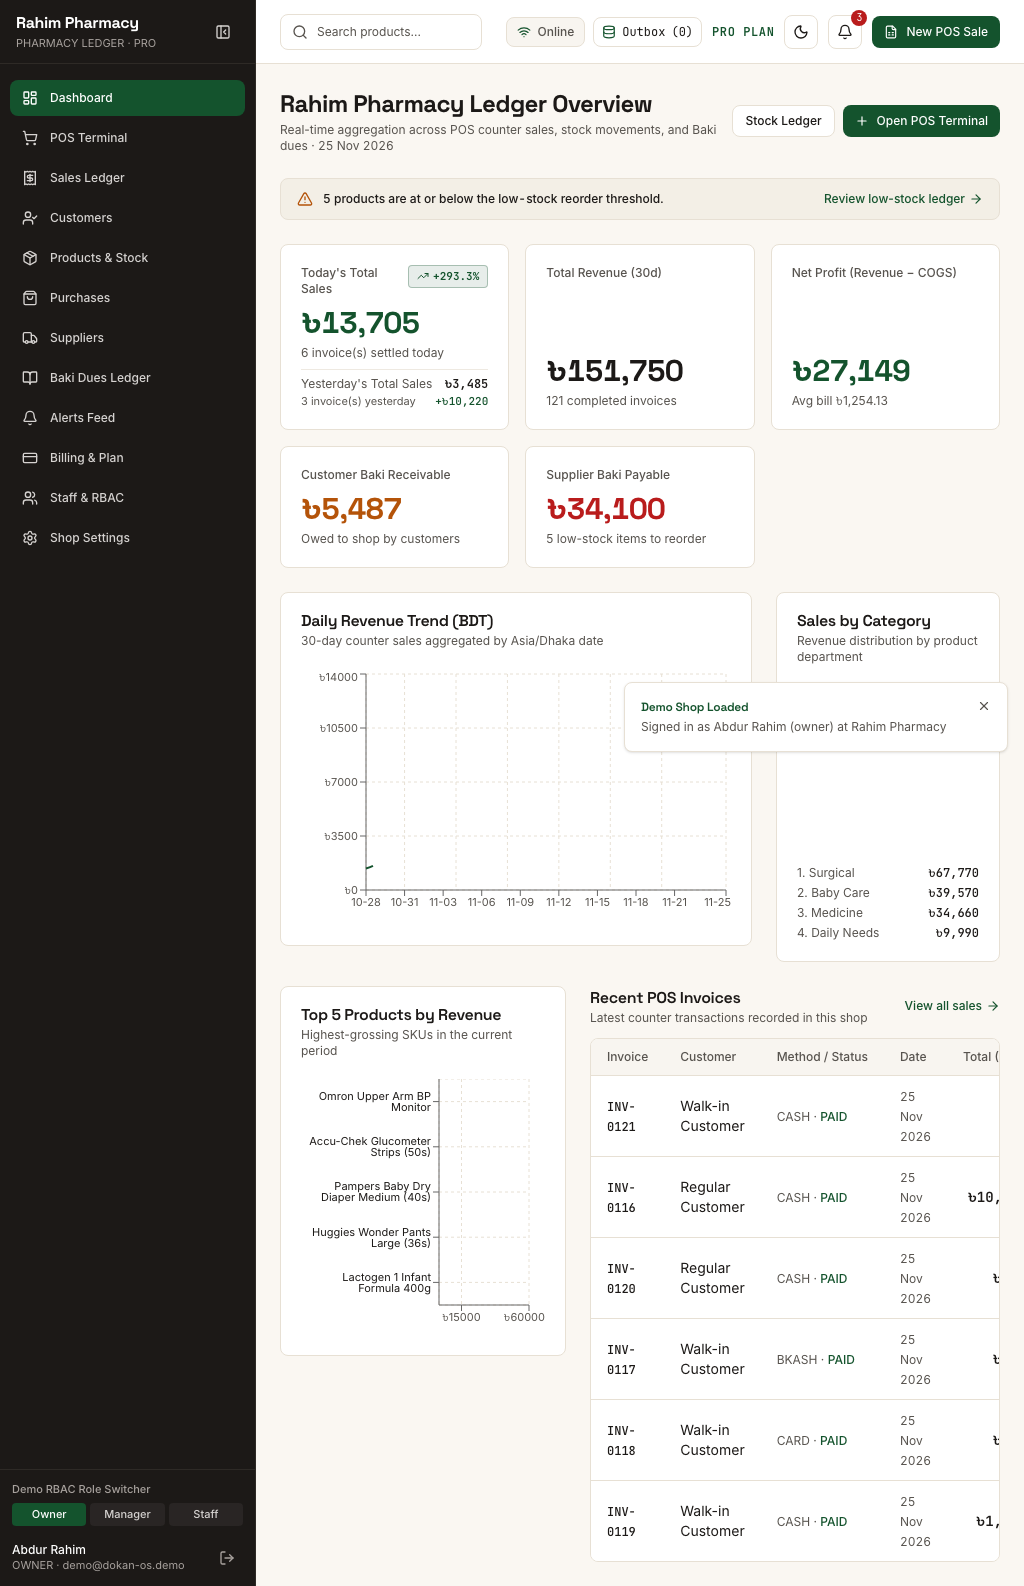 Rahim Pharmacy
PHARMACY LEDGER · PRO
Dashboard
POS Terminal
Sales Ledger
Customers
Products & Stock
Purchases
Suppliers
Baki Dues Ledger
Alerts Feed
Billing & Plan
Staff & RBAC
Shop Settings
Demo RBAC Role Switcher
Owner
Manager
Staff
Abdur Rahim
OWNER · demo@dokan-os.demo
Search products...
Online
Outbox (0)
PRO PLAN
3
New POS Sale
Rahim Pharmacy Ledger Overview
Real-time aggregation across POS counter sales, stock movements, and Baki
dues · 25 Nov 2026
Stock Ledger
Open POS Terminal
5 products are at or below the low-stock reorder threshold.
Review low-stock ledger →
Today's Total
Sales
+293.3%
৳13,705
6 invoice(s) settled today
Yesterday's Total Sales ৳3,485
3 invoice(s) yesterday +৳10,220
Total Revenue (30d)
৳151,750
121 completed invoices
Net Profit (Revenue – COGS)
৳27,149
Avg bill ৳1,254.13
Customer Baki Receivable
৳5,487
Owed to shop by customers
Supplier Baki Payable
৳34,100
5 low-stock items to reorder
Daily Revenue Trend (BDT)
30-day counter sales aggregated by Asia/Dhaka date
৳14000
৳10500
৳7000
৳3500
৳0
10-28 10-31 11-03 11-06 11-09 11-12 11-15 11-18 11-21 11-25
Sales by Category
Revenue distribution by product
department
Demo Shop Loaded
Signed in as Abdur Rahim (owner) at Rahim Pharmacy
1. Surgical ৳67,770
2. Baby Care ৳39,570
3. Medicine ৳34,660
4. Daily Needs ৳9,990
Top 5 Products by Revenue
Highest-grossing SKUs in the current
period
Omron Upper Arm BP
Monitor
Accu-Chek Glucometer
Strips (50s)
Pampers Baby Dry
Diaper Medium (40s)
Huggies Wonder Pants
Large (36s)
Lactogen 1 Infant
Formula 400g
৳15000 ৳60000
Recent POS Invoices
Latest counter transactions recorded in this shop
View all sales →
Invoice Customer Method / Status Date Total (
INV-
0121
Walk-in
Customer
CASH · PAID
25
Nov
2026
INV-
0116
Regular
Customer
CASH · PAID
25
Nov
2026
৳10,
INV-
0120
Regular
Customer
CASH · PAID
25
Nov
2026
৳
INV-
0117
Walk-in
Customer
BKASH · PAID
25
Nov
2026
৳
INV-
0118
Walk-in
Customer
CARD · PAID
25
Nov
2026
৳
INV-
0119
Walk-in
Customer
CASH · PAID
25
Nov
2026
৳1,